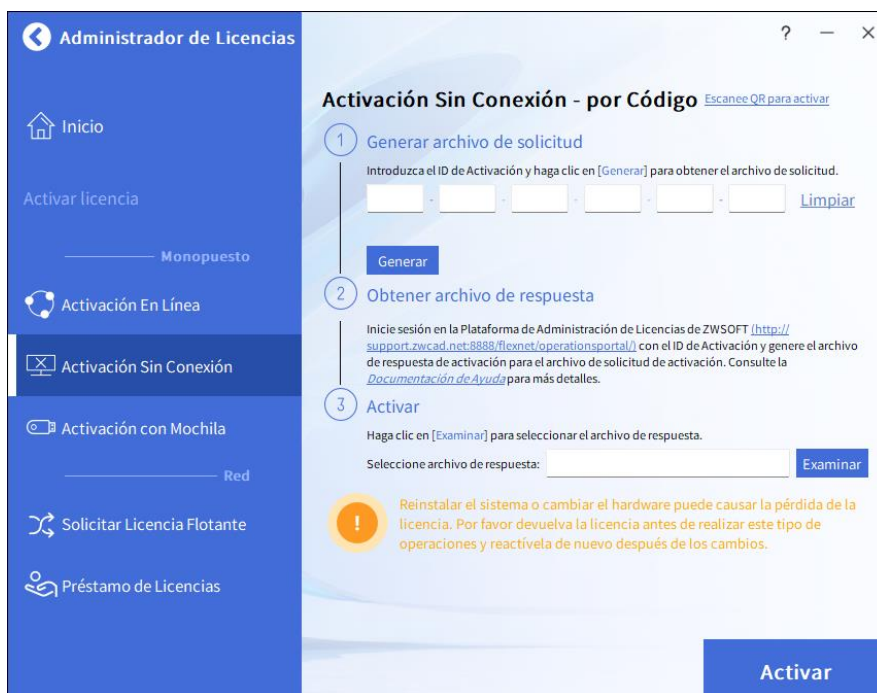 Administrador de Licencias
Inicio
Activar licencia
Monopuesto
Activación En Línea
Activación Sin Conexión
Activación con Mochila
Red
Solicitar Licencia Flotante
Préstamo de Licencias
?
Activación Sin Conexión - por Código Escanee QR para activar
1 Generar archivo de solicitud
Introduzca el ID de Activación y haga clic en [Generar] para obtener el archivo de solicitud.
- - - - - Limpiar
Generar
2 Obtener archivo de respuesta
Inicie sesión en la Plataforma de Administración de Licencias de ZWSOFT (http://
support.zwcad.net:8888/flexnet/operationsportal/) con el ID de Activación y genere el archivo
de respuesta de activación para el archivo de solicitud de activación. Consulte la
Documentación de Ayuda para más detalles.
3 Activar
Haga clic en [Examinar] para seleccionar el archivo de respuesta.
Seleccione archivo de respuesta: Examinar
! Reinstalar el sistema o cambiar el hardware puede causar la pérdida de la
licencia. Por favor devuelva la licencia antes de realizar este tipo de
operaciones y reactívela de nuevo después de los cambios.
Activar